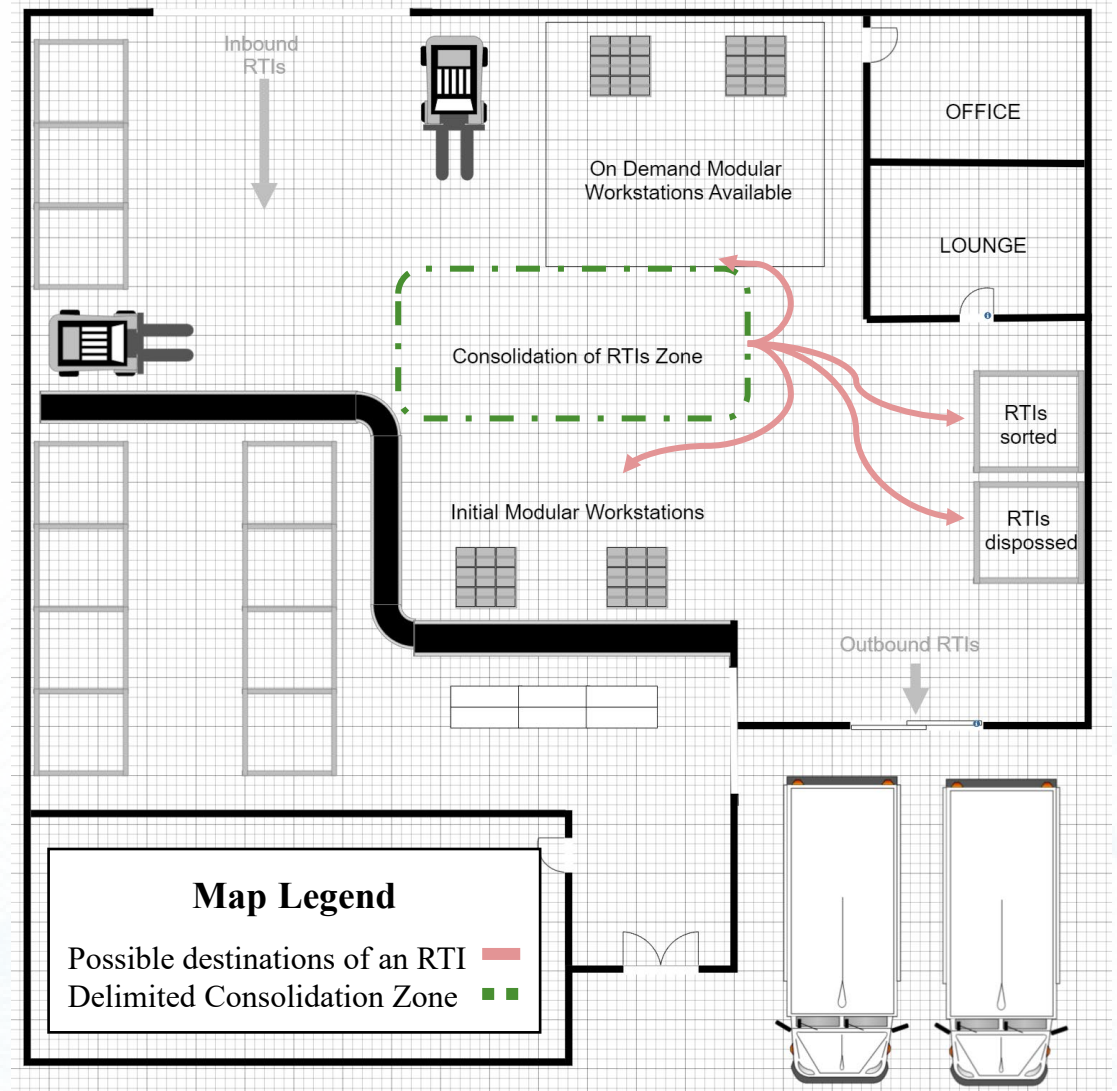 Inbound
RTIs
OFFICE
On Demand Modular
Workstations Available
LOUNGE
Consolidation of RTIs Zone
RTIs
sorted
Initial Modular Workstations
RTIs
dispossed
Outbound RTIs
Map Legend
Possible destinations of an RTI
Delimited Consolidation Zone